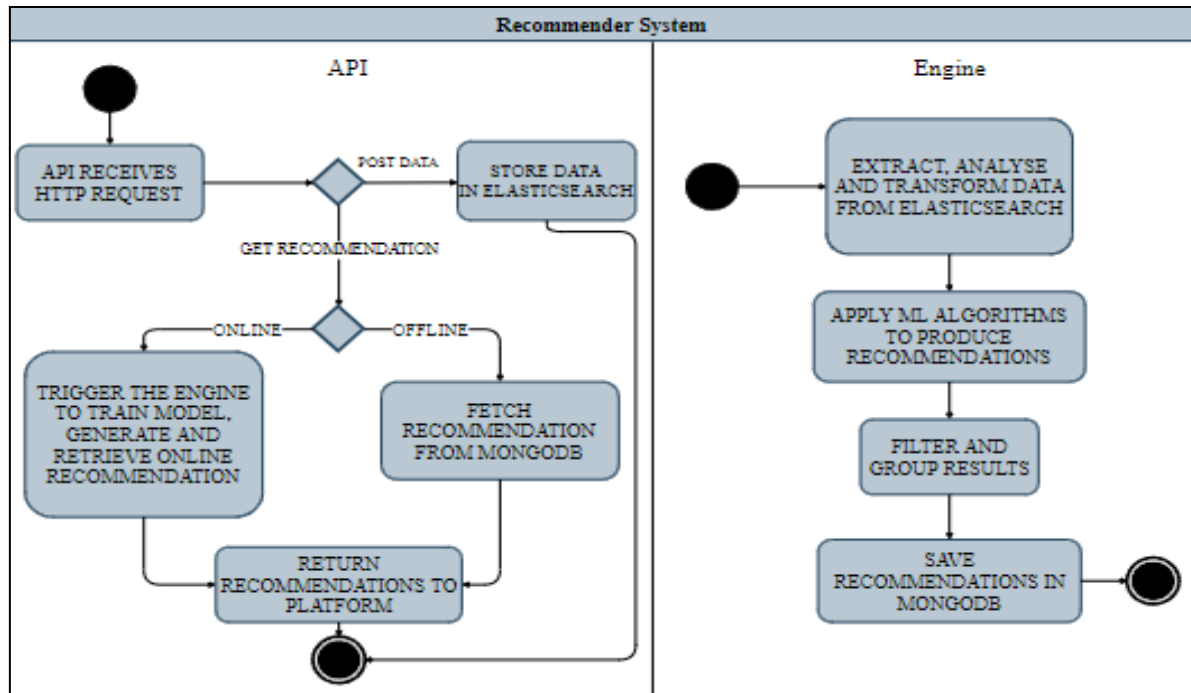 Recommender System
API
API RECEIVES
HTTP REQUEST
POST DATA
STORE DATA
IN ELASTICSEARCH
GET RECOMMENDATION
ONLINE
OFFLINE
TRIGGER THE ENGINE
TO TRAIN MODEL,
GENERATE AND
RETRIEVE ONLINE
RECOMMENDATION
FETCH
RECOMMENDATION
FROM MONGODB
RETURN
RECOMMENDATIONS TO
PLATFORM
Engine
EXTRACT, ANALYSE
AND TRANSFORM DATA
FROM ELASTICSEARCH
APPLY ML ALGORITHMS
TO PRODUCE
RECOMMENDATIONS
FILTER AND
GROUP RESULTS
SAVE
RECOMMENDATIONS IN
MONGODB